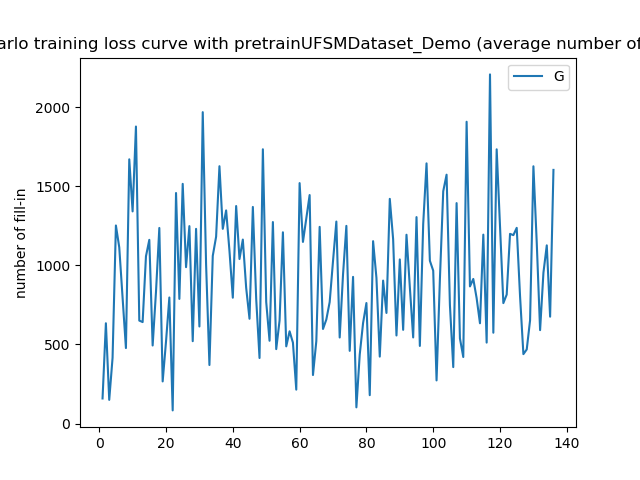 arlo training loss curve with pretrainUFSMDataset_Demo (average number of
G
number of fill-in
2000
1500
1000
500
0
0 20 40 60 80 100 120 140